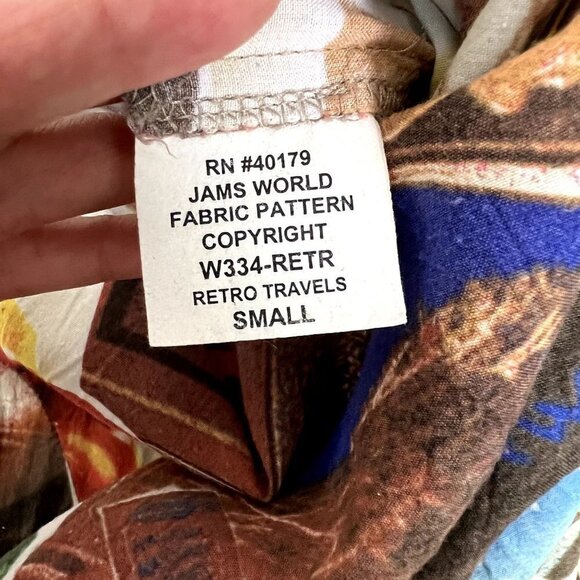 RN #40179
JAMS WORLD
FABRIC PATTERN
COPYRIGHT
W334-RETR
RETRO TRAVELS
SMALL